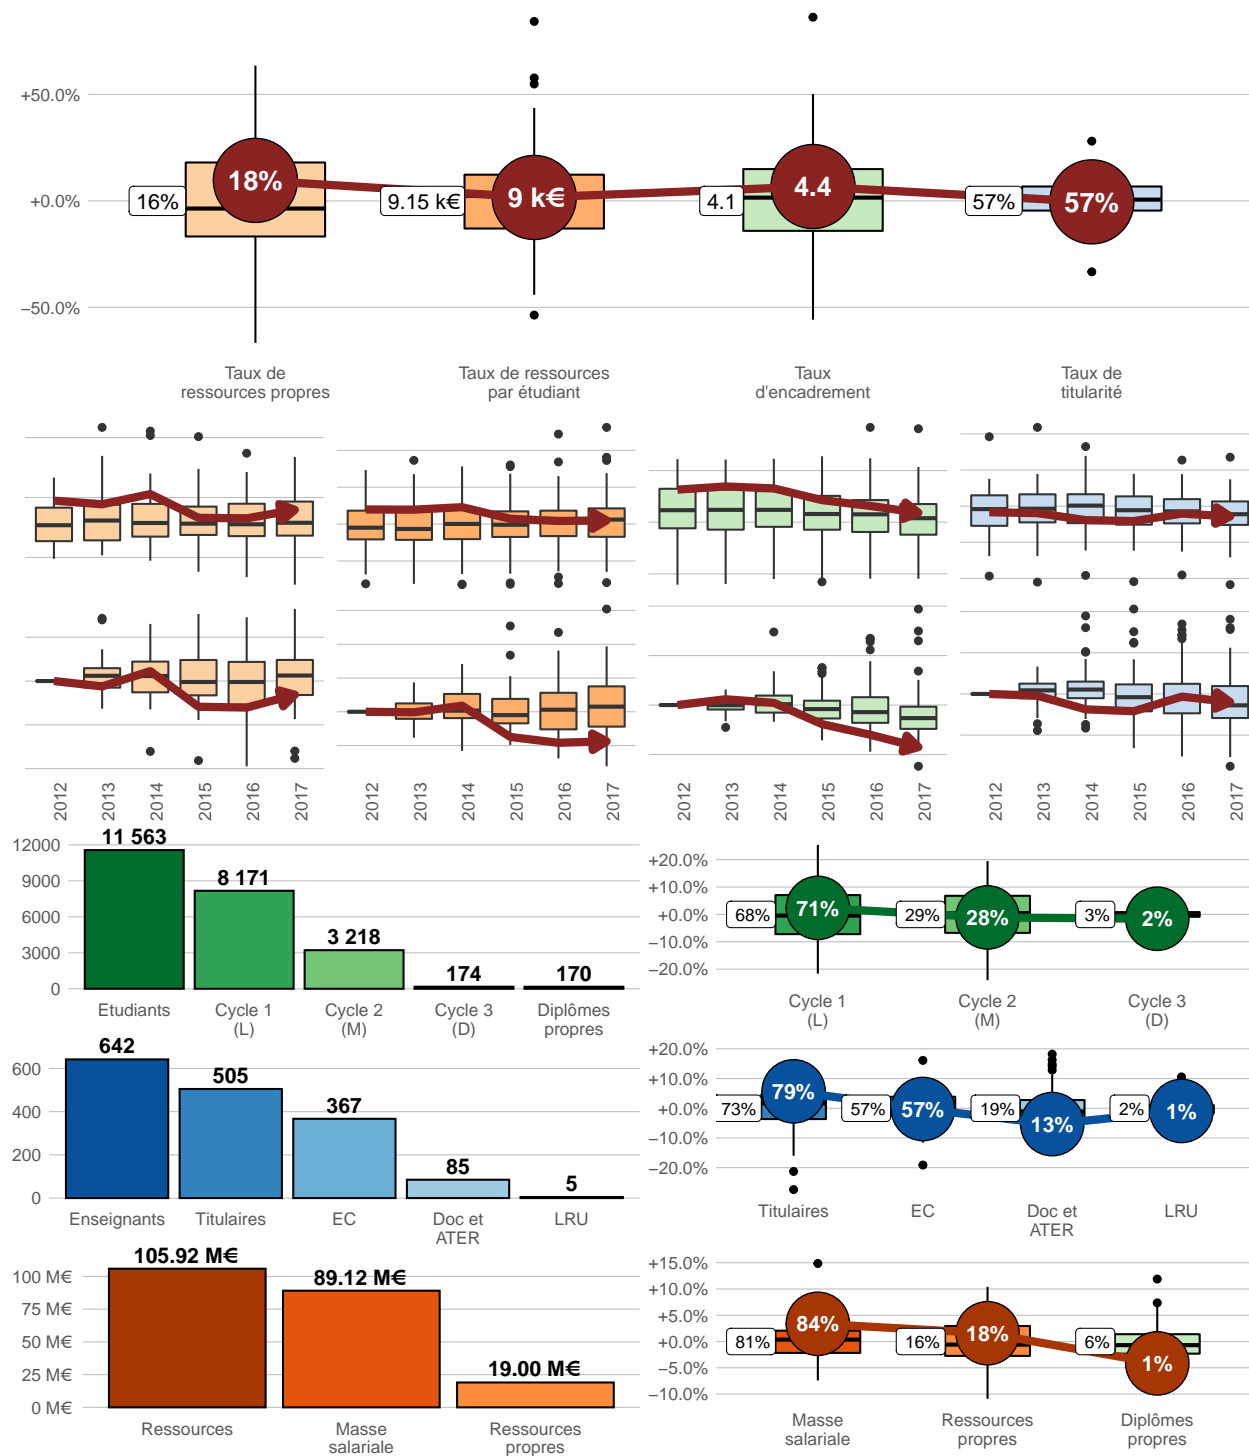 +50.0%
+0.0%
−50.0%
16%
18%
9.15 k€
9 k€
4.1
4.4
57%
57%
Taux de
ressources propres
Taux de ressources
par étudiant
Taux
d'encadrement
Taux de
titularité
2012
2013
2014
2015
2016
2017
2012
2013
2014
2015
2016
2017
2012
2013
2014
2015
2016
2017
2012
2013
2014
2015
2016
2017
12000
9000
6000
3000
0
11 563
8 171
3 218
174
170
Etudiants
Cycle 1
(L)
Cycle 2
(M)
Cycle 3
(D)
Diplômes
propres
+20.0%
+10.0%
+0.0%
−10.0%
−20.0%
68%
71%
29%
28%
3%
2%
Cycle 1
(L)
Cycle 2
(M)
Cycle 3
(D)
600
400
200
0
642
505
367
85
5
Enseignants
Titulaires
EC
Doc et
ATER
LRU
+20.0%
+10.0%
+0.0%
−10.0%
−20.0%
73%
79%
57%
57%
19%
13%
2%
1%
Titulaires
EC
Doc et
ATER
LRU
100 M€
75 M€
50 M€
25 M€
0 M€
105.92 M€
89.12 M€
19.00 M€
Ressources
Masse
salariale
Ressources
propres
+15.0%
+10.0%
+5.0%
+0.0%
−5.0%
−10.0%
81%
84%
16%
18%
6%
1%
Masse
salariale
Ressources
propres
Diplômes
propres